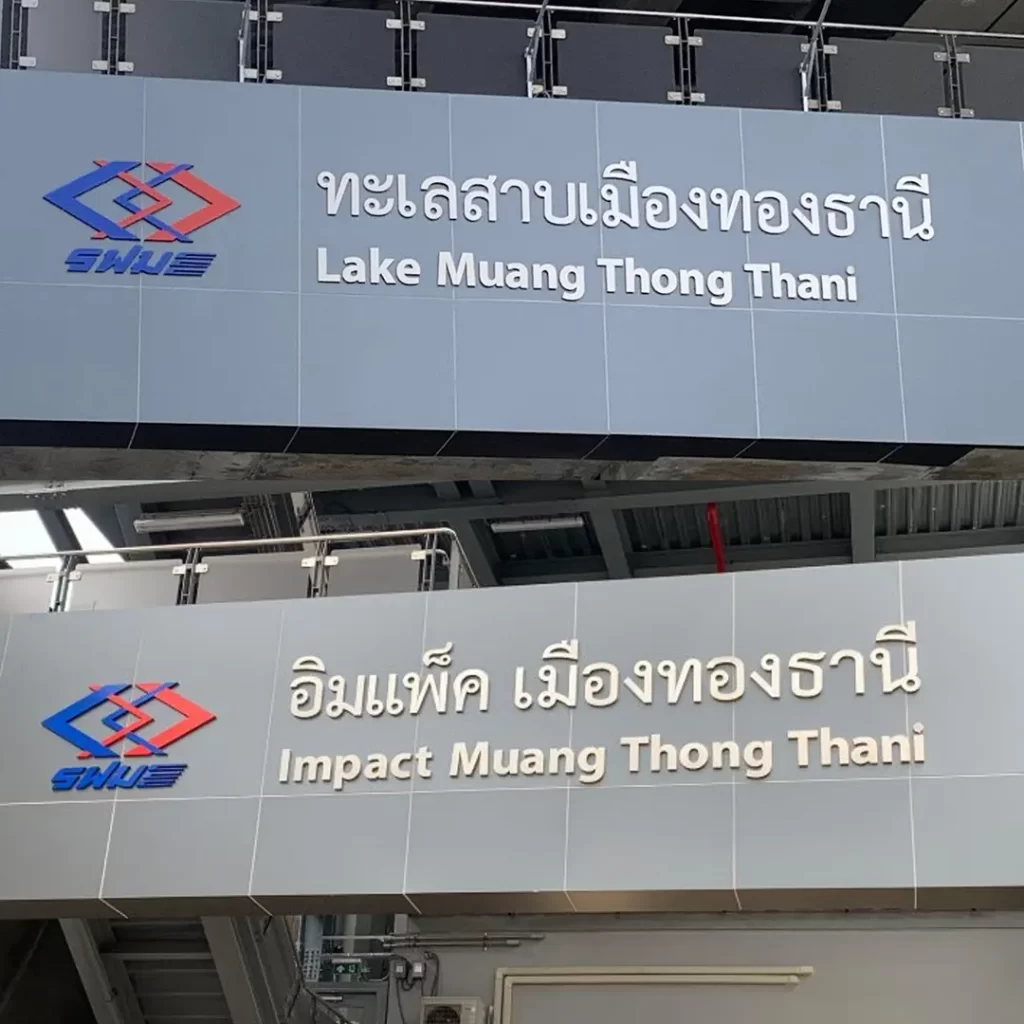 รฟม
ทะเลสาบเมืองทองธานี
Lake Muang Thong Thani
รฟม
อิมแพ็ค เมืองทองธานี
Impact Muang Thong Thani